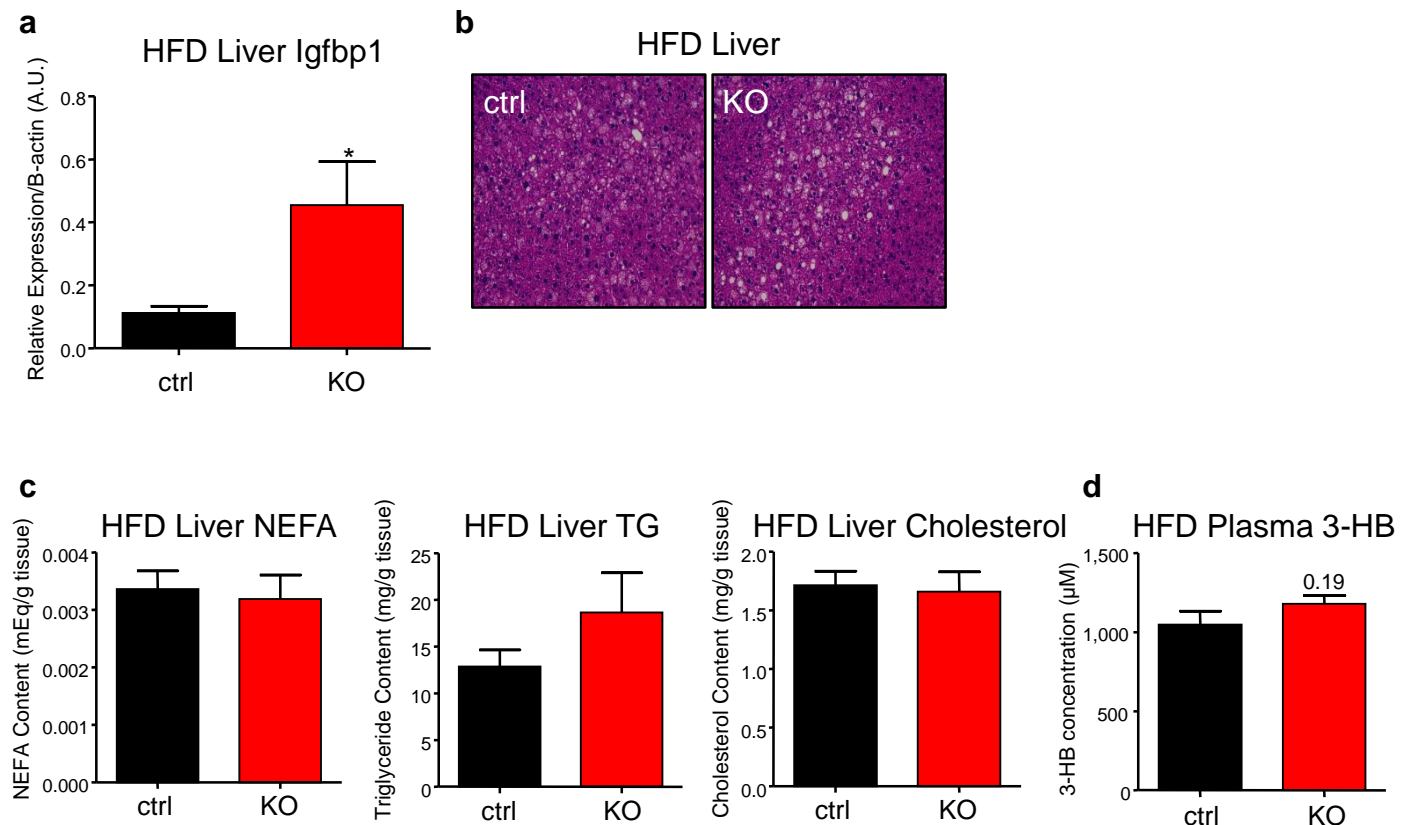 a
HFD Liver Igfbp1
Relative Expression/B-actin (A.U.)
0.8
0.6
0.4
0.2
0.0
*
ctrl
KO
b
HFD Liver
ctrl
KO
c
HFD Liver NEFA
NEFA Content (mEq/g tissue)
0.004
0.003
0.002
0.001
0.000
ctrl
KO
HFD Liver TG
Triglyceride Content (mg/g tissue)
25
20
15
10
5
0
ctrl
KO
HFD Liver Cholesterol
Cholesterol Content (mg/g tissue)
2.0
1.5
1.0
0.5
0.0
ctrl
KO
d
HFD Plasma 3-HB
3-HB concentration (µM)
1,500
1,000
500
0
0.19
ctrl
KO